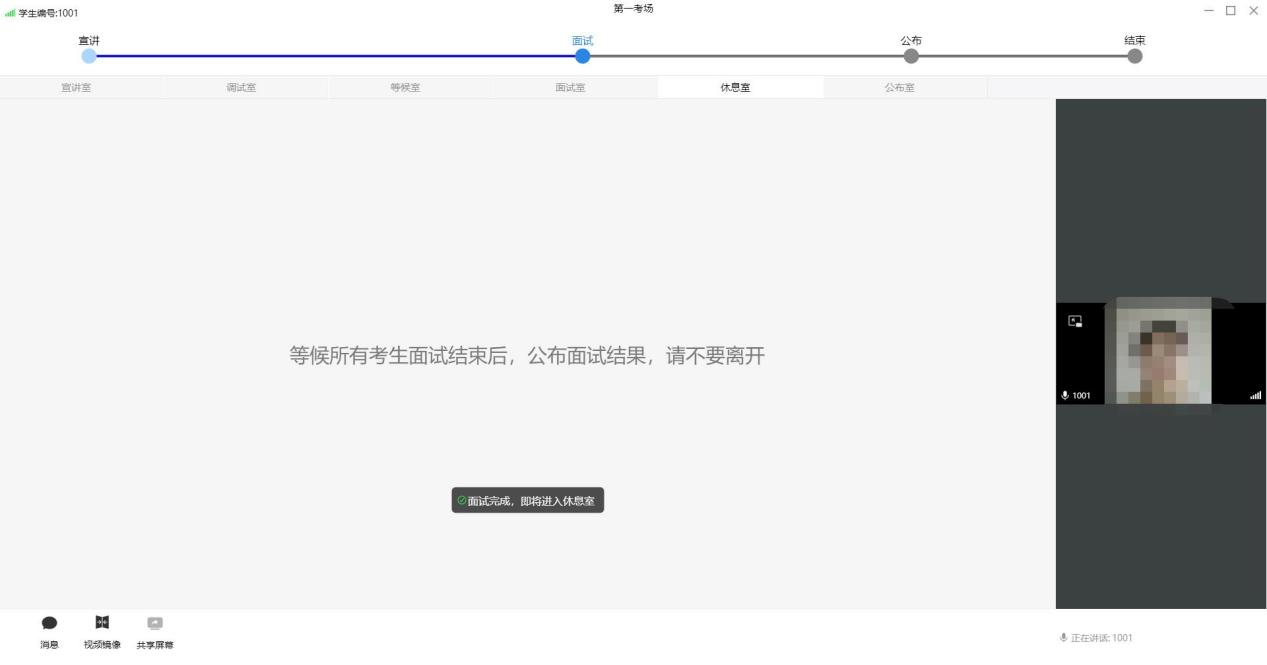 学生编号:1001
第一考场
宣讲
面试
公布
结束
宣讲室
调试室
等候室
面试室
休息室
公布室
等候所有考生面试结束后，公布面试结果，请不要离开
1001
面试完成，即将进入休息室
消息
视频镜像
共享屏幕
正在讲话: 1001